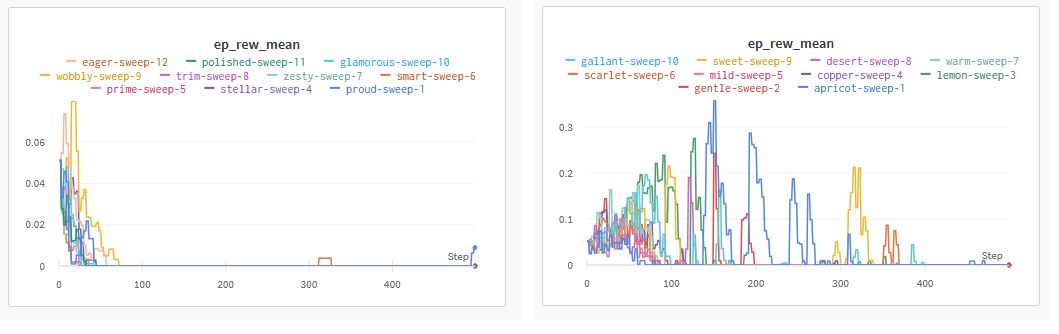 ep_rew_mean
eager-sweep-12 polished-sweep-11 glamorous-sweep-10
wobbly-sweep-9 trim-sweep-8 zesty-sweep-7 smart-sweep-6
prime-sweep-5 stellar-sweep-4 proud-sweep-1
0.06
0.04
0.02
0
Step
0 100 200 300 400
ep_rew_mean
gallant-sweep-10 sweet-sweep-9 desert-sweep-8 warm-sweep-7
scarlet-sweep-6 mild-sweep-5 copper-sweep-4 lemon-sweep-3
gentle-sweep-2 apricot-sweep-1
0.3
0.2
0.1
0
Step
0 100 200 300 400